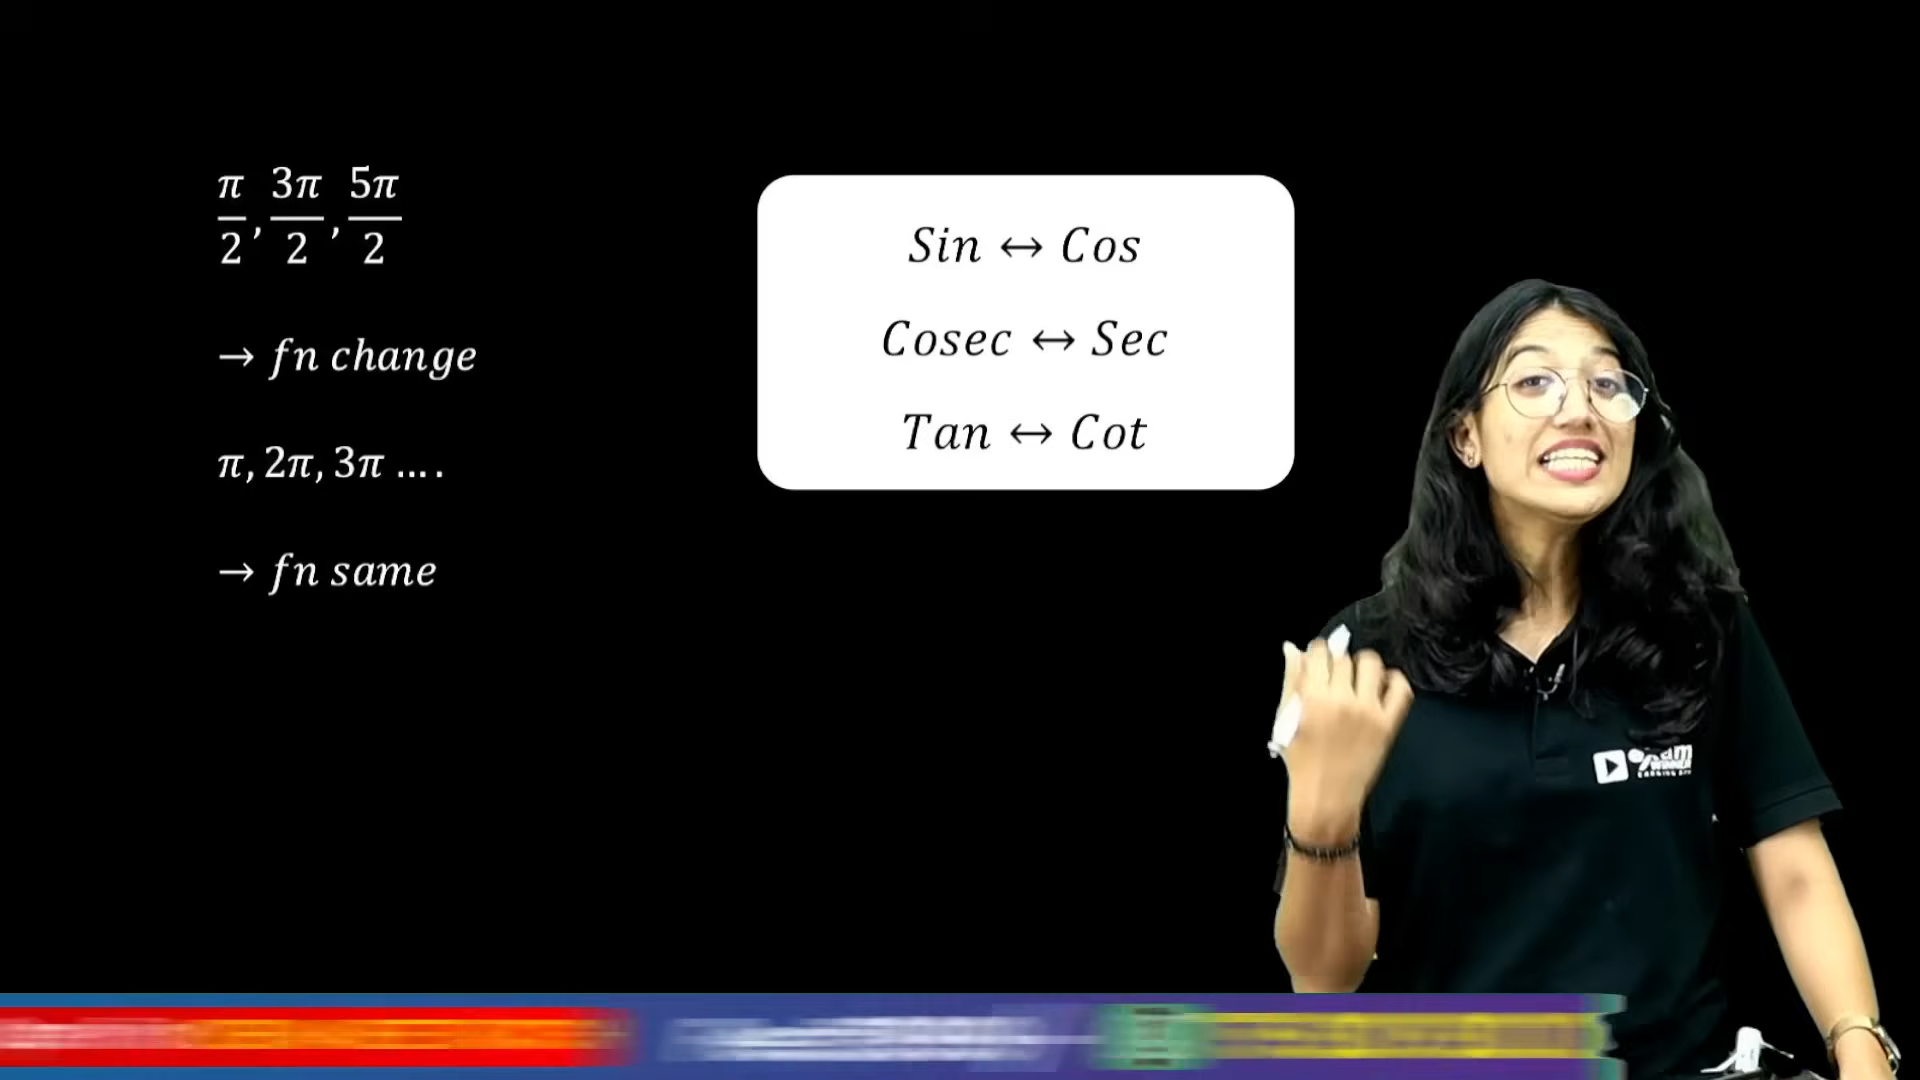 π/2, 3π/2, 5π/2
→ fn change
π, 2π, 3π ....
→ fn same
Sin ↔ Cos
Cosec ↔ Sec
Tan ↔ Cot